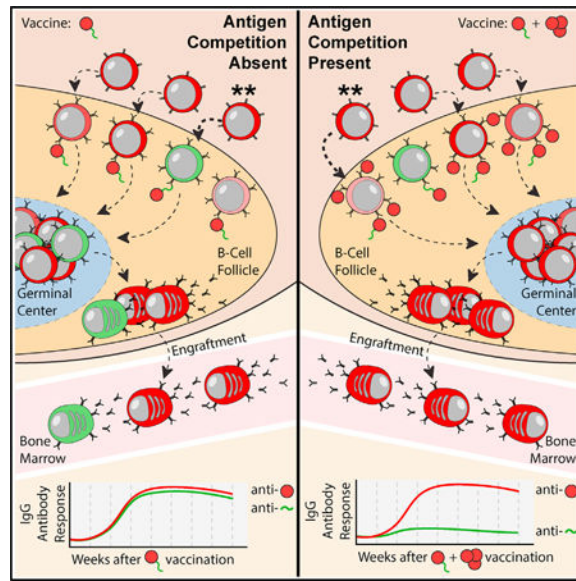 Vaccine:
Antigen
Competition
Absent
**
B-Cell
Follicle
Germinal
Center
Engraftment
Bone
Marrow
IgG
Antibody
Response
anti-
anti-
Weeks after vaccination
Antigen
Competition
Present
Vaccine: +
**
B-Cell
Follicle
Germinal
Center
Engraftment
Bone
Marrow
IgG
Antibody
Response
anti-
anti-
Weeks after + vaccination